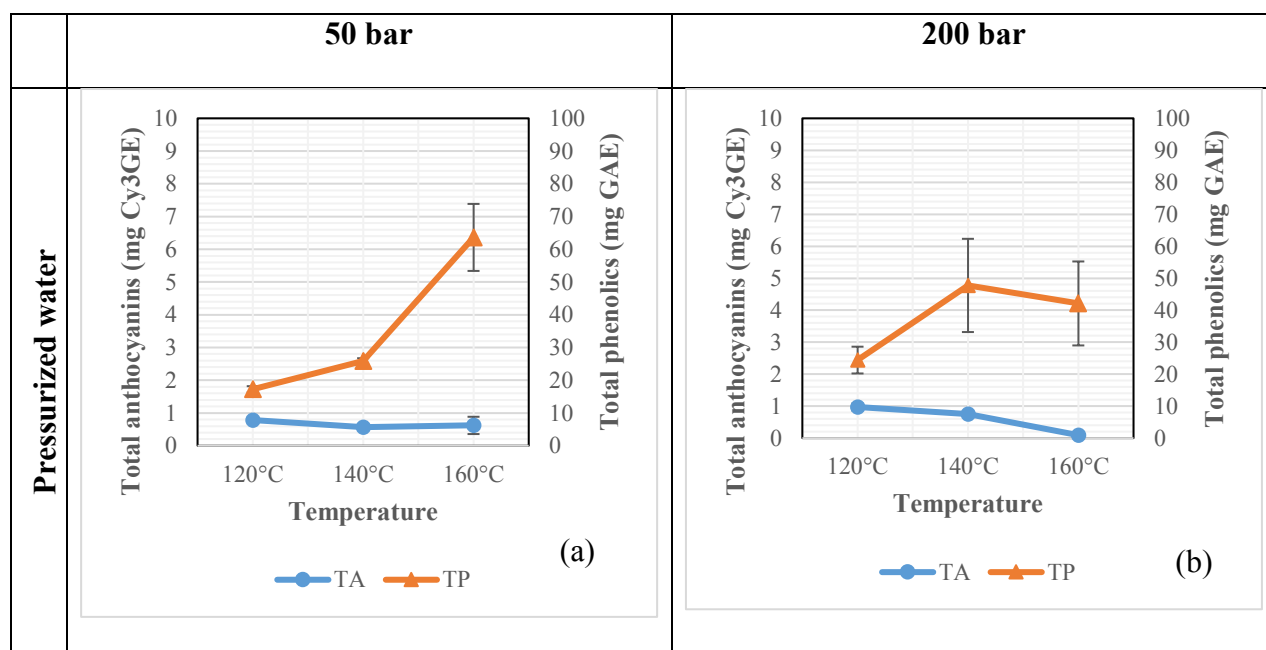 50 bar
200 bar
Pressurized water
Total anthocyanins (mg Cy3GE)
10
9
8
7
6
5
4
3
2
1
0
100
90
80
70
60
50
40
30
20
10
0
Total phenolics (mg GAE)
120°C 140°C 160°C
Temperature
(a)
TA TP
Total anthocyanins (mg Cy3GE)
10
9
8
7
6
5
4
3
2
1
0
100
90
80
70
60
50
40
30
20
10
0
Total phenolics (mg GAE)
120°C 140°C 160°C
Temperature
(b)
TA TP